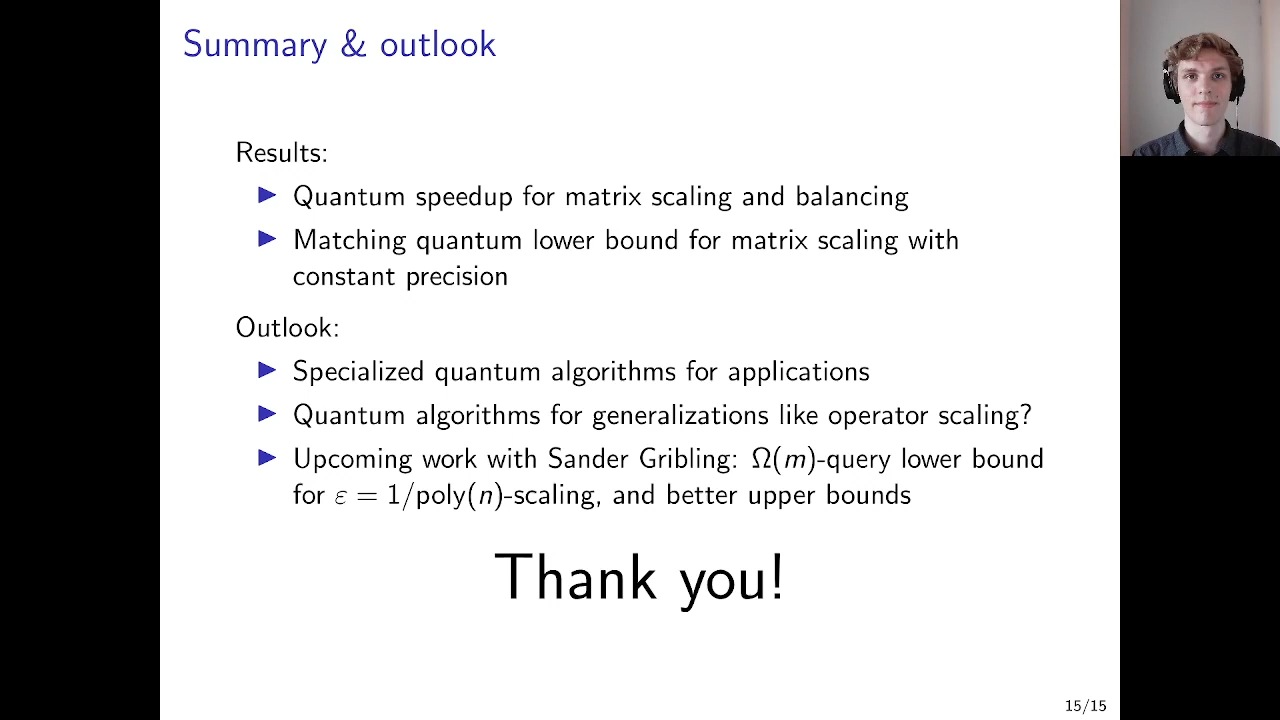 Summary & outlook
Results:
Quantum speedup for matrix scaling and balancing
Matching quantum lower bound for matrix scaling with
constant precision
Outlook:
Specialized quantum algorithms for applications
Quantum algorithms for generalizations like operator scaling?
Upcoming work with Sander Gribling: Ω(m)-query lower bound
for ε = 1/poly(n)-scaling, and better upper bounds
Thank you!
15/15